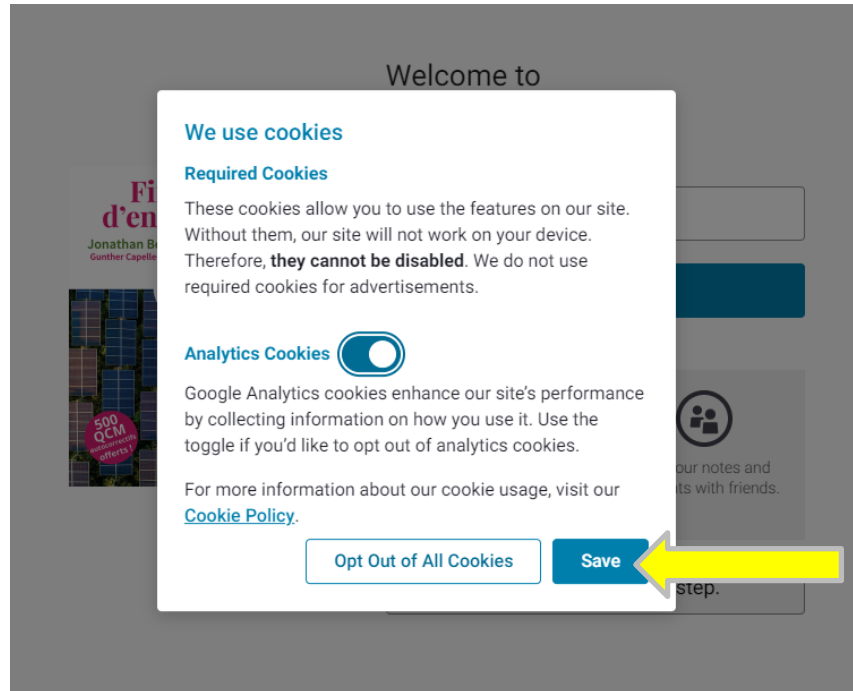 Welcome to
We use cookies
Required Cookies
These cookies allow you to use the features on our site.
Without them, our site will not work on your device.
Therefore, they cannot be disabled. We do not use
required cookies for advertisements.
Analytics Cookies
Google Analytics cookies enhance our site's performance
by collecting information on how you use it. Use the
toggle if you'd like to opt out of analytics cookies.
For more information about our cookie usage, visit our
Cookie Policy.
Opt Out of All Cookies
Save
Fi
d'en
Jonathan Be
Gunther Capelle
500
QCM
autocorrectifs
offerts !
our notes and
ts with friends.
step.